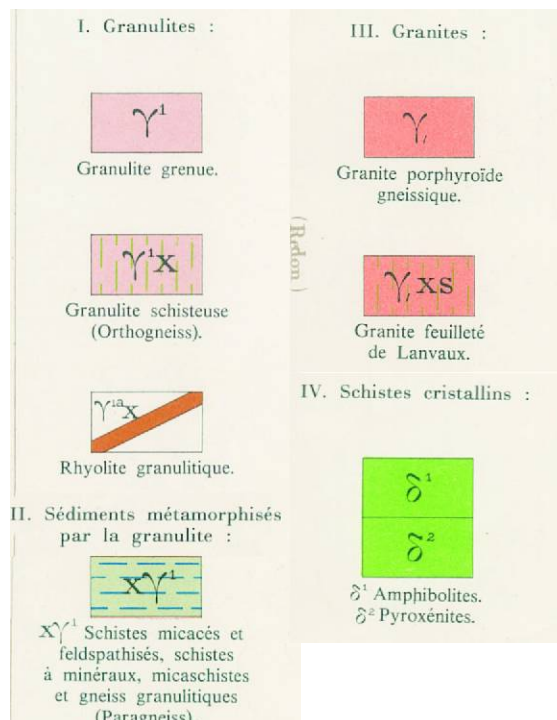 I. Granulites :
γ¹
Granulite grenue.
γ¹X
Granulite schisteuse
(Orthogneiss).
γ¹ᵃX
Rhyolite granulitique.
II. Sédiments métamorphisés
par la granulite :
Xγ¹
Xγ¹ Schistes micacés et
feldspathisés, schistes
à minéraux, micaschistes
et gneiss granulitiques
(Paragneiss)
III. Granites :
γ,
Granite porphyroïde
gneissique.
(Redon)
γ, XS
Granite feuilleté
de Lanvaux.
IV. Schistes cristallins :
δ¹
δ²
δ¹ Amphibolites.
δ² Pyroxénites.